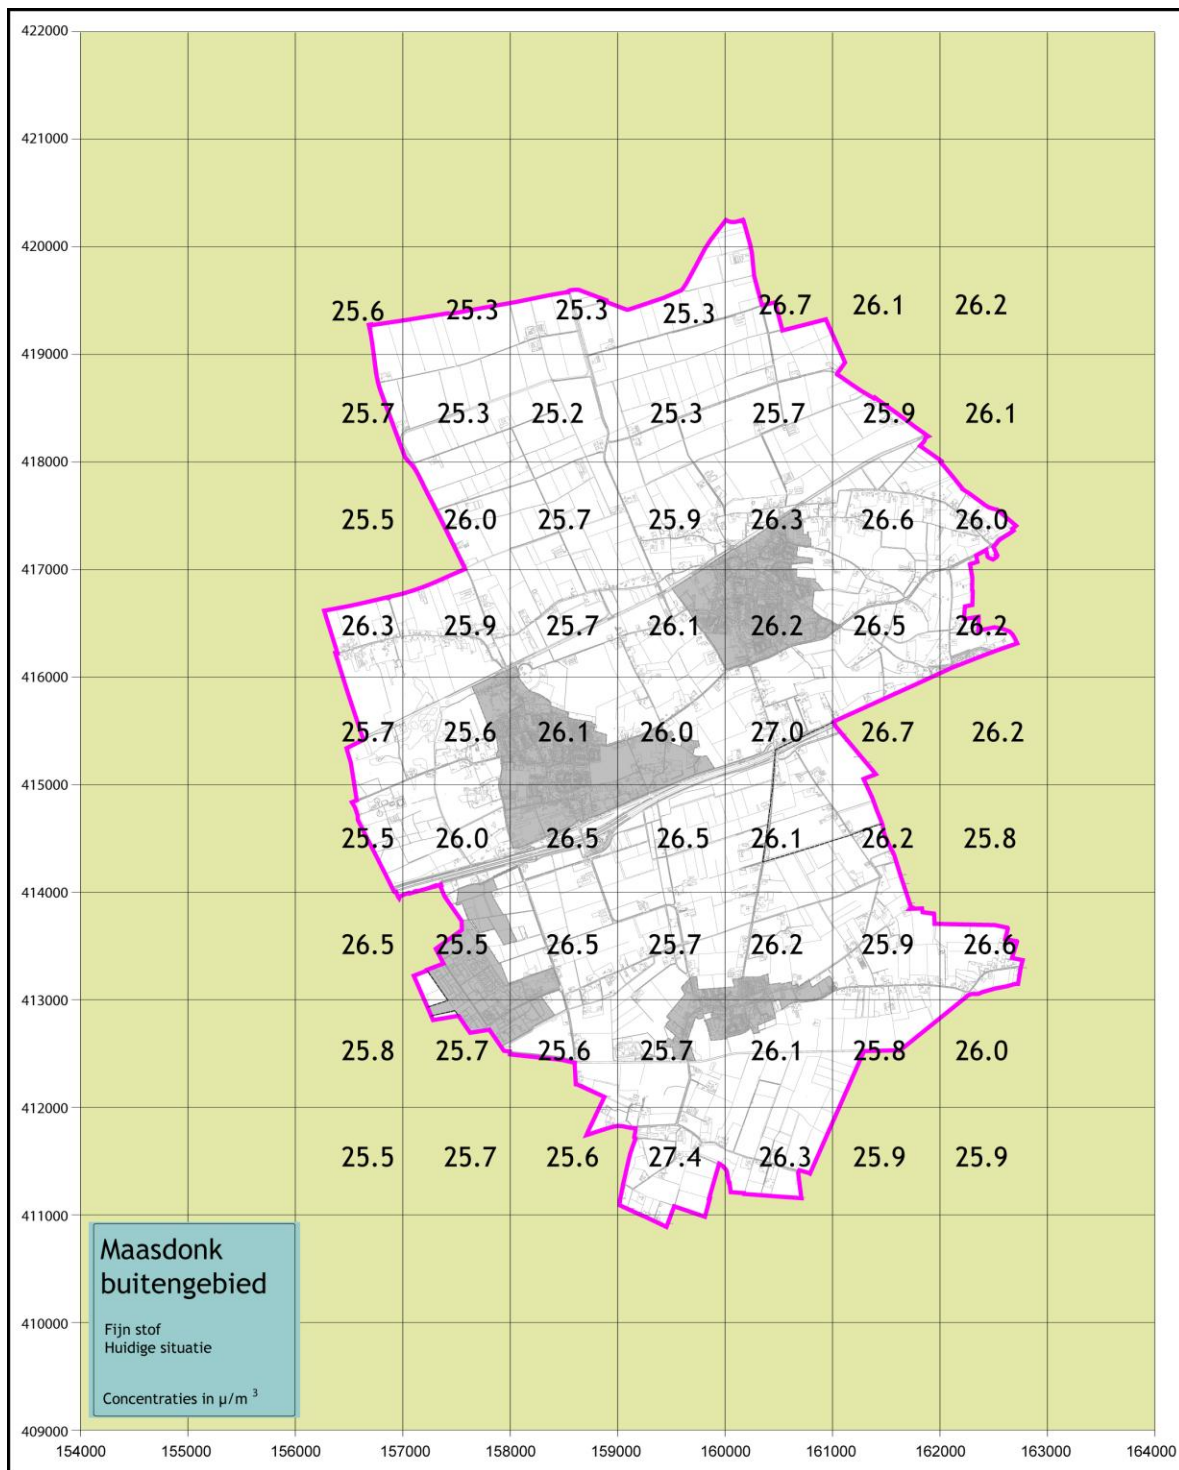 422000
421000
420000
25.6 25.3 25.3 25.3 26.7 26.1 26.2
419000
25.7 25.3 25.2 25.3 25.7 25.9 26.1
418000
25.5 26.0 25.7 25.9 26.3 26.6 26.0
417000
26.3 25.9 25.7 26.1 26.2 26.5 26.2
416000
25.7 25.6 26.1 26.0 27.0 26.7 26.2
415000
25.5 26.0 26.5 26.5 26.1 26.2 25.8
414000
26.5 25.5 26.5 25.7 26.2 25.9 26.6
413000
25.8 25.7 25.6 25.7 26.1 25.8 26.0
412000
25.5 25.7 25.6 27.4 26.3 25.9 25.9
411000
Maasdonk
buitengebied
410000
Fijn stof
Huidige situatie
Concentraties in µ/m ³
409000
154000 155000 156000 157000 158000 159000 160000 161000 162000 163000 164000